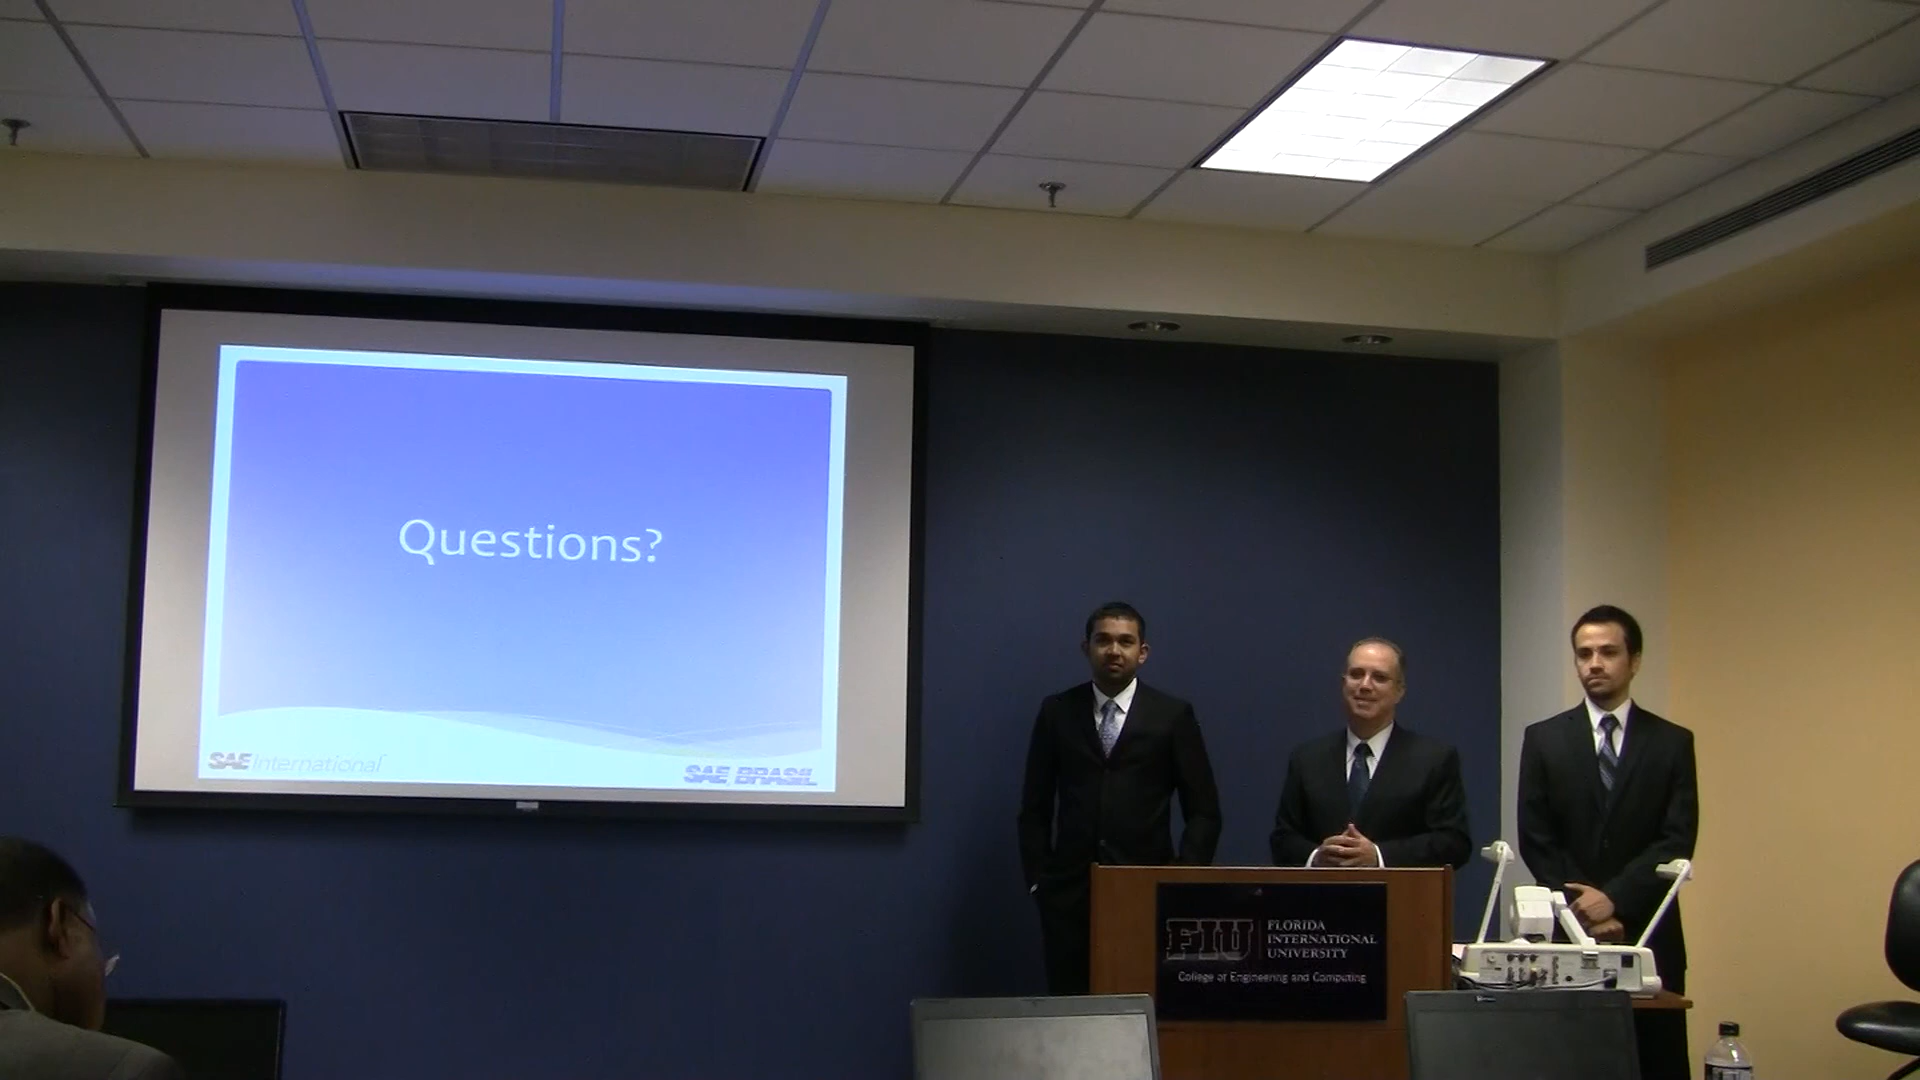 Questions?
SAE International
SAE BRASIL
FIU
FLORIDA
INTERNATIONAL
UNIVERSITY
College of Engineering and Computing